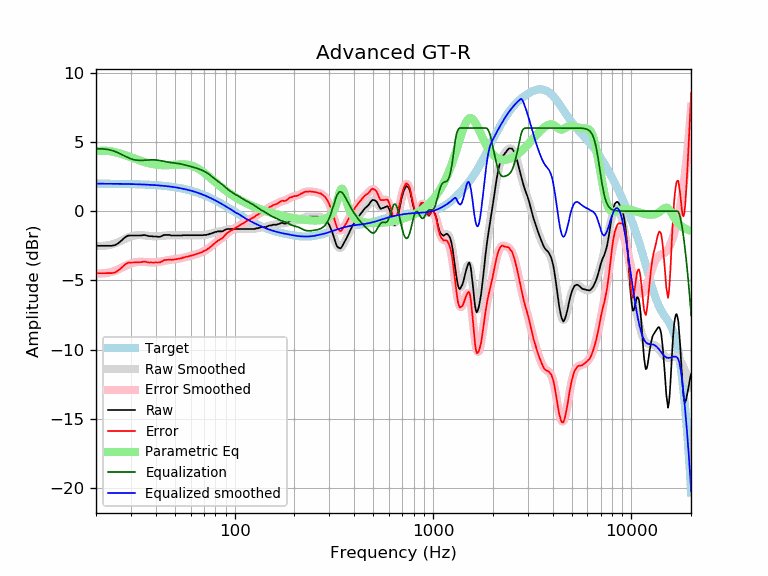 Advanced GT-R
Amplitude (dBr)
10
5
0
−5
−10
−15
−20
Target
Raw Smoothed
Error Smoothed
Raw
Error
Parametric Eq
Equalization
Equalized smoothed
100
1000
10000
Frequency (Hz)